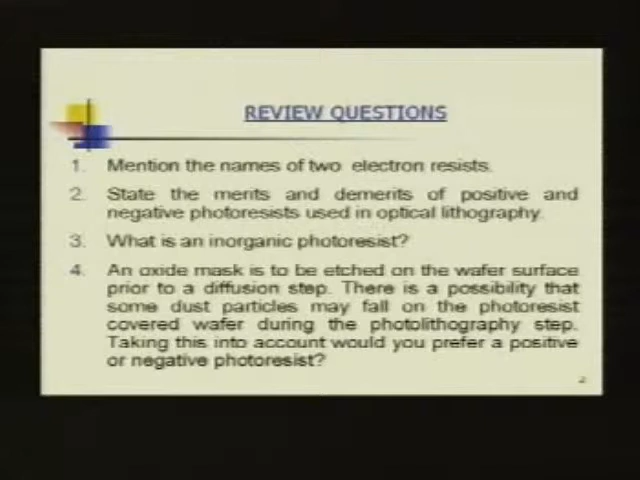 REVIEW QUESTIONS
1. Mention the names of two electron resists.
2. State the merits and demerits of positive and
negative photoresists used in optical lithography.
3. What is an inorganic photoresist?
4. An oxide mask is to be etched on the wafer surface
prior to a diffusion step. There is a possibility that
some dust particles may fall on the photoresist
covered wafer during the photolithography step.
Taking this into account would you prefer a positive
or negative photoresist?
2